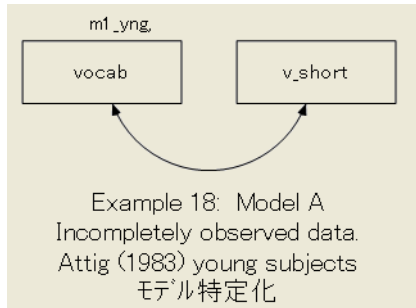 m1_yng,
vocab v_short
Example 18: Model A
Incompletely observed data.
Attig (1983) young subjects
ﾓﾃﾞﾙ特定化